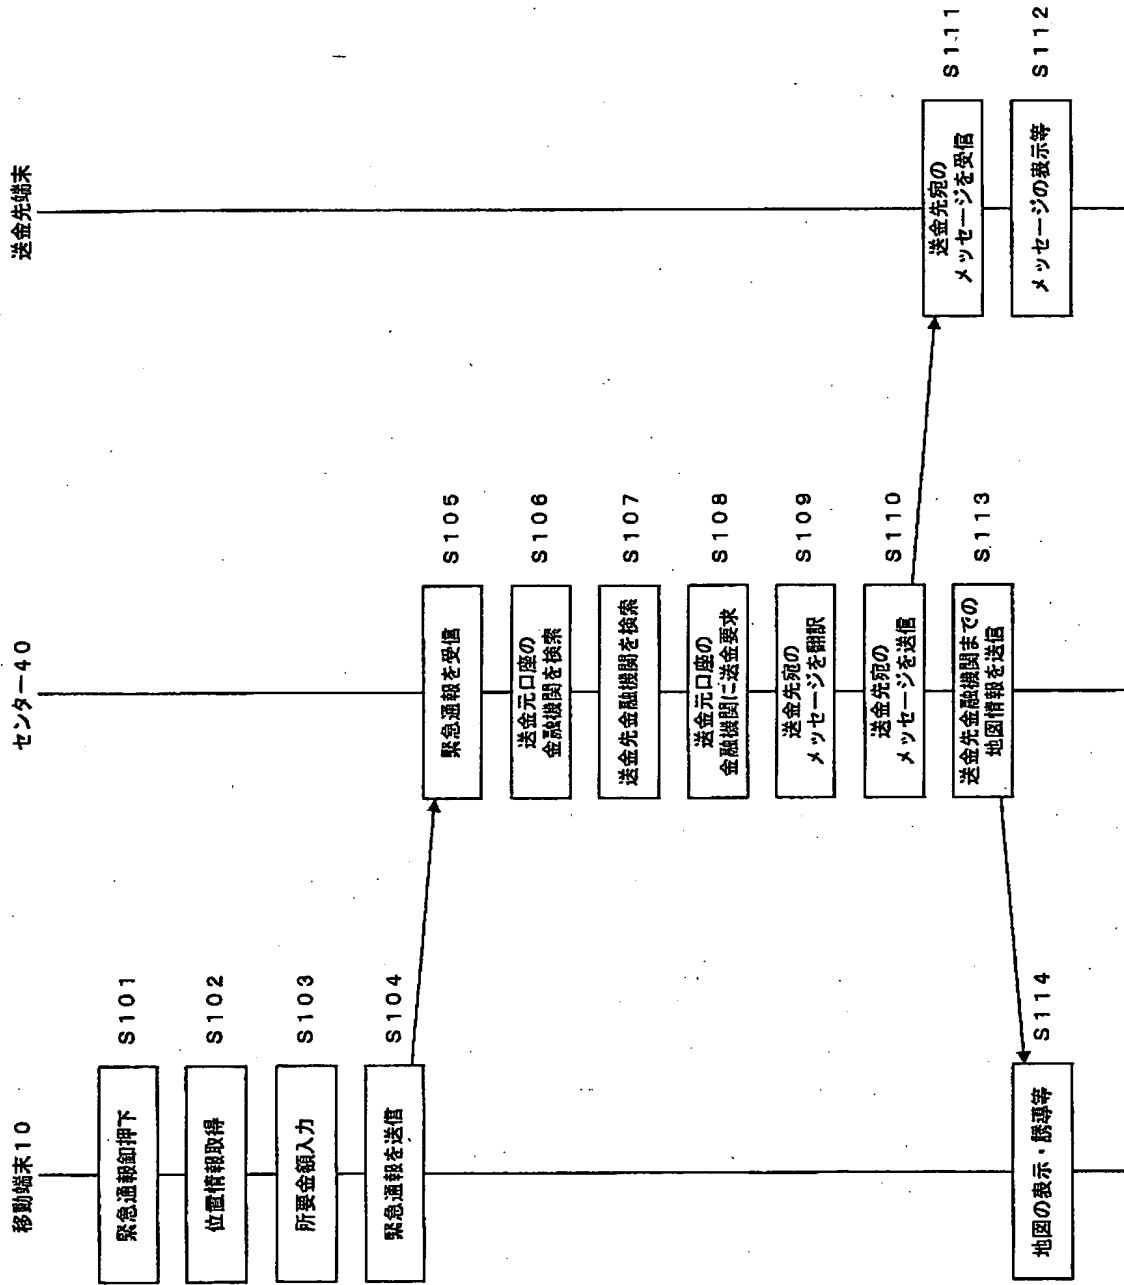 移動端末10
緊急通報釦押下
S101
位置情報取得
S102
所要金額入力
S103
緊急通報を送信
S104
地図の表示・誘導等
S114
センター40
緊急通報を受信
S105
送金元口座の
金融機関を検索
S106
送金先金融機関を検索
S107
送金元口座の
金融機関に送金要求
S108
送金先宛の
メッセージを翻訳
S109
送金先宛の
メッセージを送信
S110
送金先金融機関までの
地図情報を送信
S113
送金先端末
送金先宛の
メッセージを受信
S111
メッセージの表示等
S112